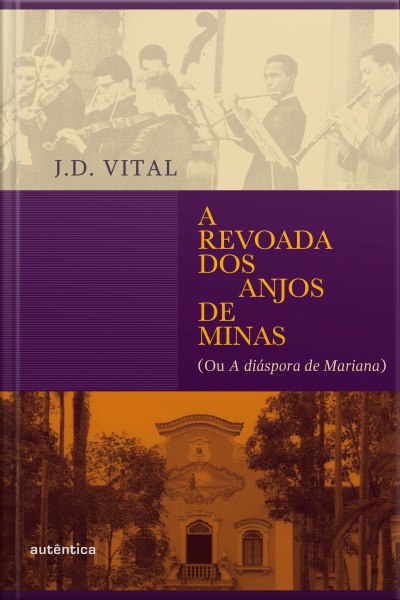 J.D. VITAL
A
REVOADA
DOS
ANJOS
DE
MINAS
(Ou A diáspora de Mariana)
autêntica